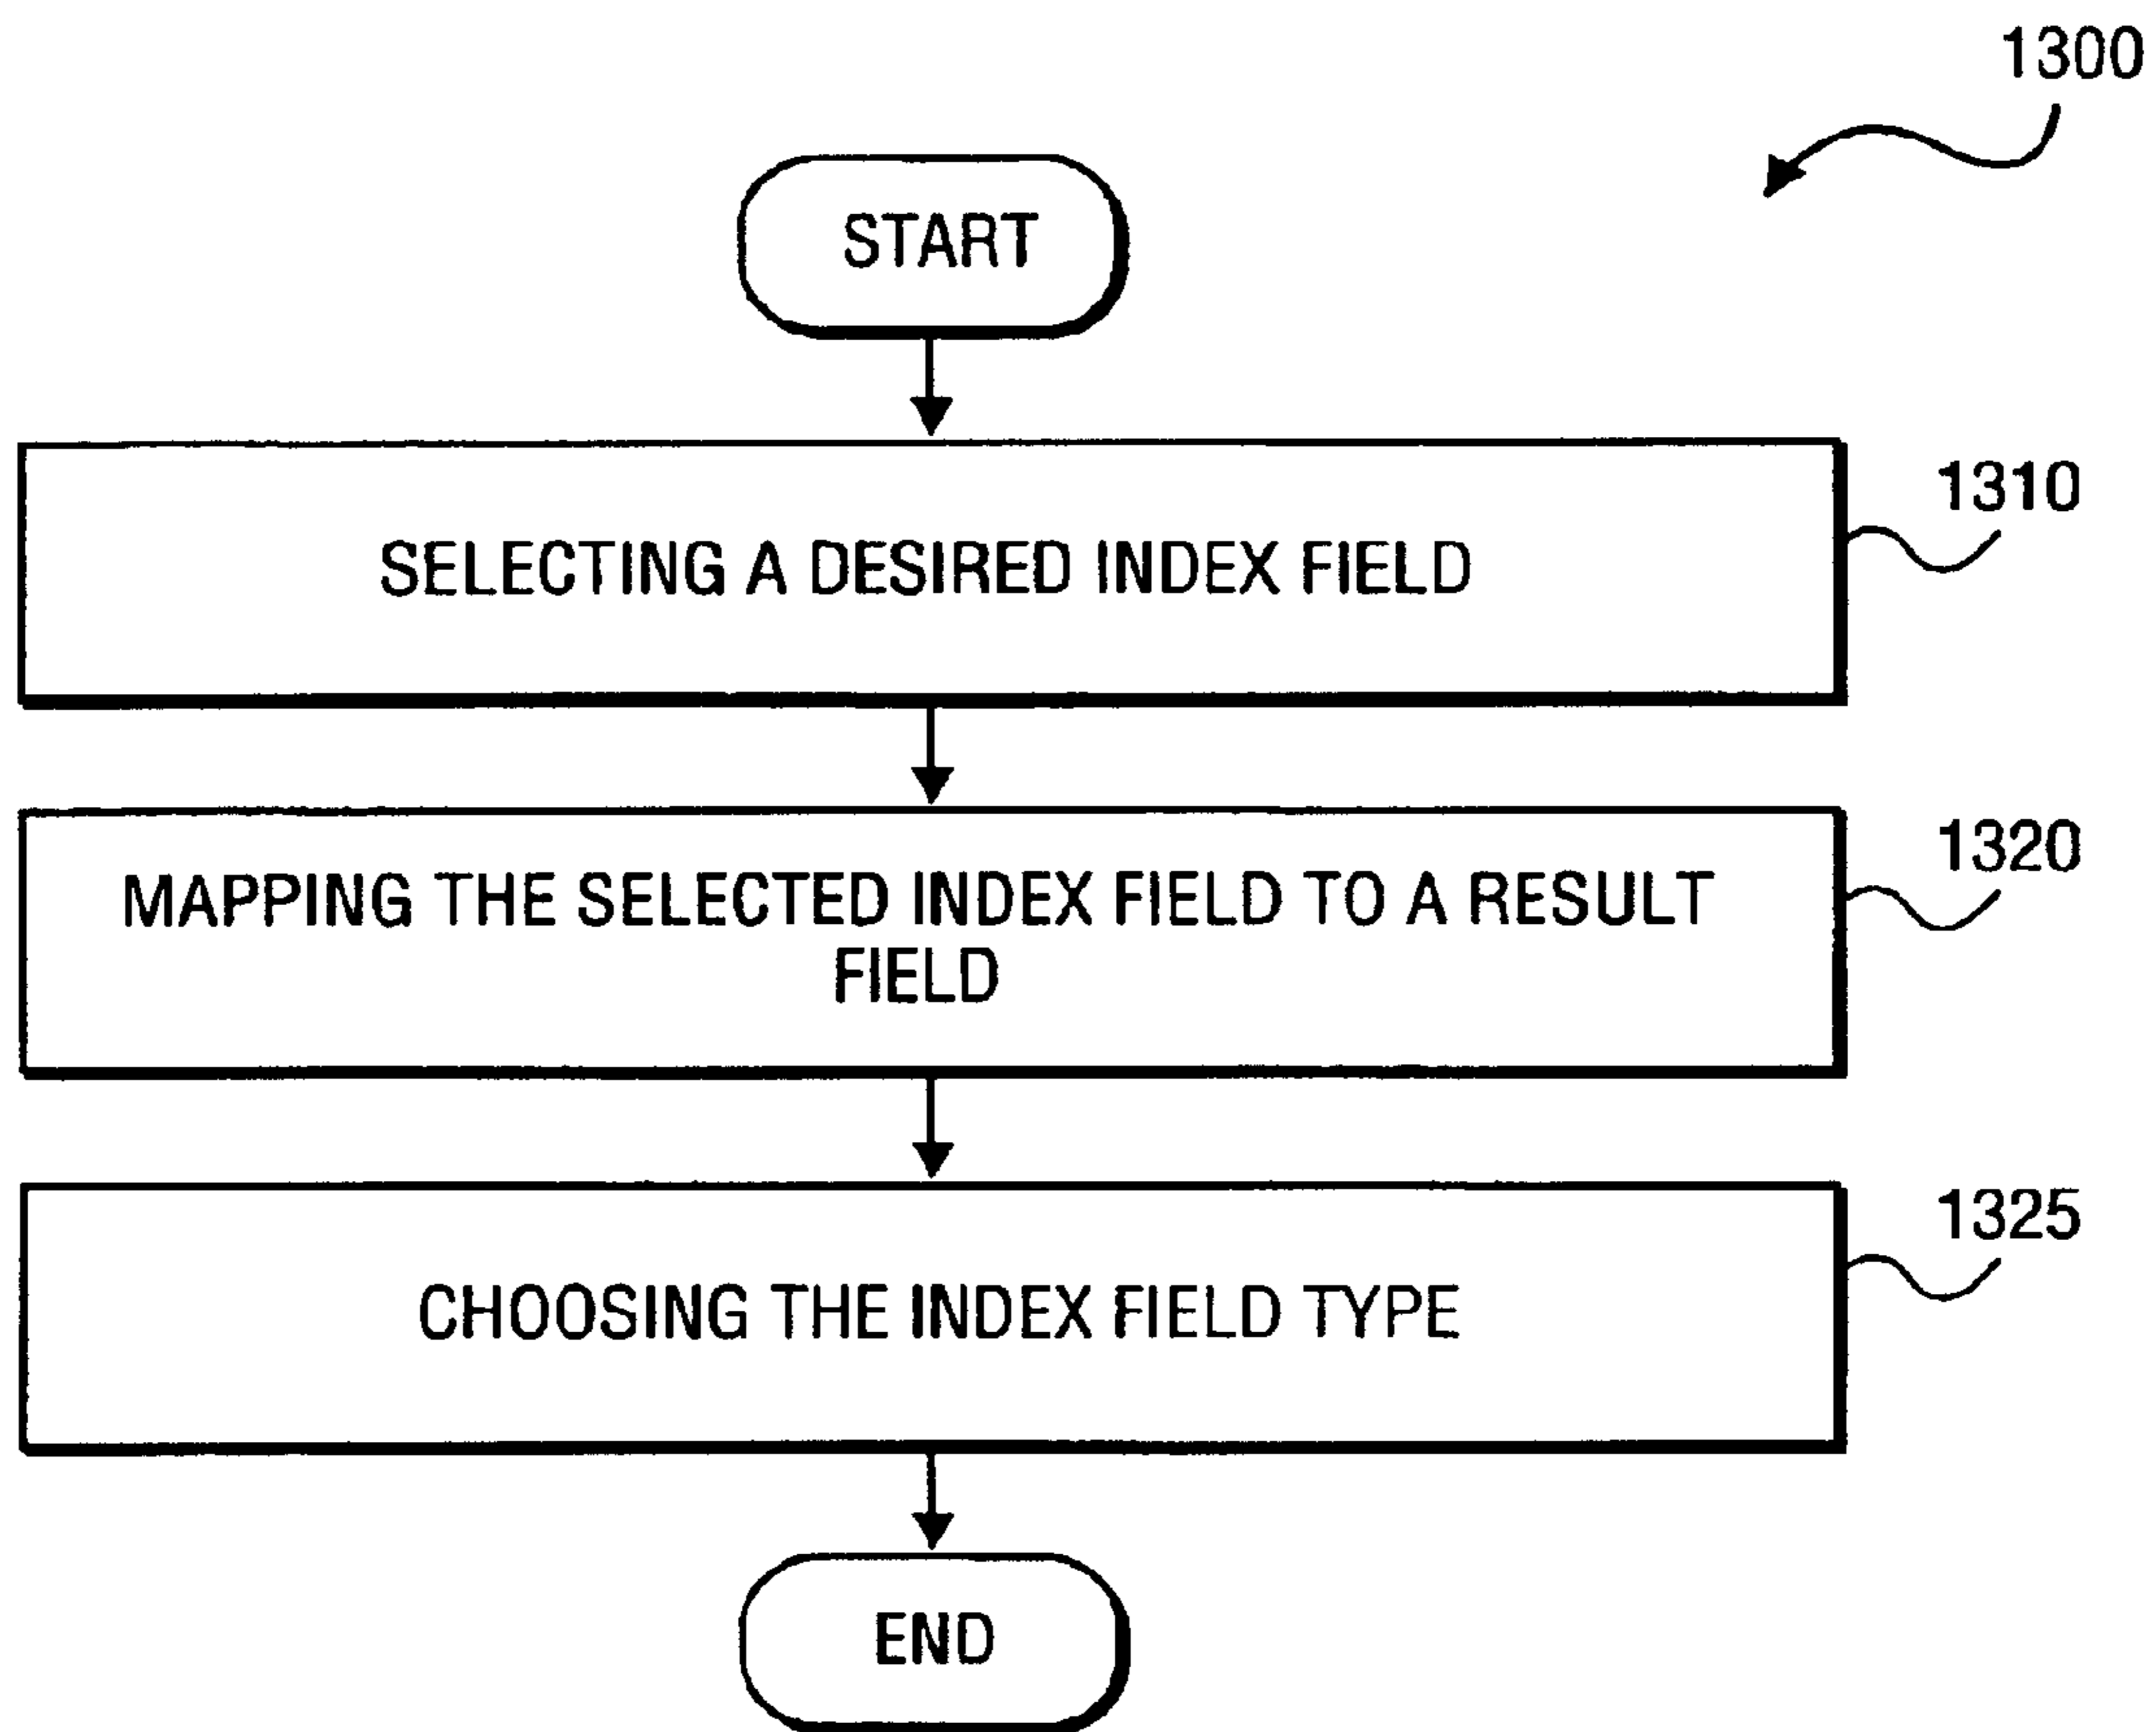 1300
START
SELECTING A DESIRED INDEX FIELD
1310
MAPPING THE SELECTED INDEX FIELD TO A RESULT
FIELD
1320
CHOOSING THE INDEX FIELD TYPE
1325
END